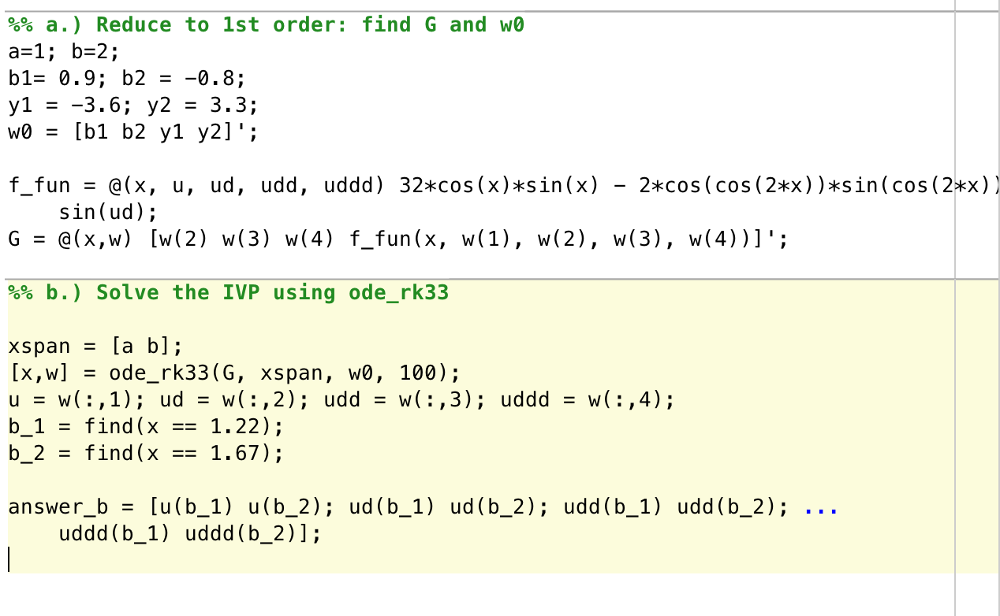 %% a.) Reduce to 1st order: find G and w0
a=1; b=2;
b1= 0.9; b2 = -0.8;
y1 = -3.6; y2 = 3.3;
w0 = [b1 b2 y1 y2]';
f_fun = @(x, u, ud, udd, uddd) 32*cos(x)*sin(x) - 2*cos(cos(2*x))*sin(cos(2*x))
sin(ud);
G = @(x,w) [w(2) w(3) w(4) f_fun(x, w(1), w(2), w(3), w(4))]';
%% b.) Solve the IVP using ode_rk33
xspan = [a b];
[x,w] = ode_rk33(G, xspan, w0, 100);
u = w(:,1); ud = w(:,2); udd = w(:,3); uddd = w(:,4);
b_1 = find(x == 1.22);
b_2 = find(x == 1.67);
answer_b = [u(b_1) u(b_2); ud(b_1) ud(b_2); udd(b_1) udd(b_2); ...
uddd(b_1) uddd(b_2)];